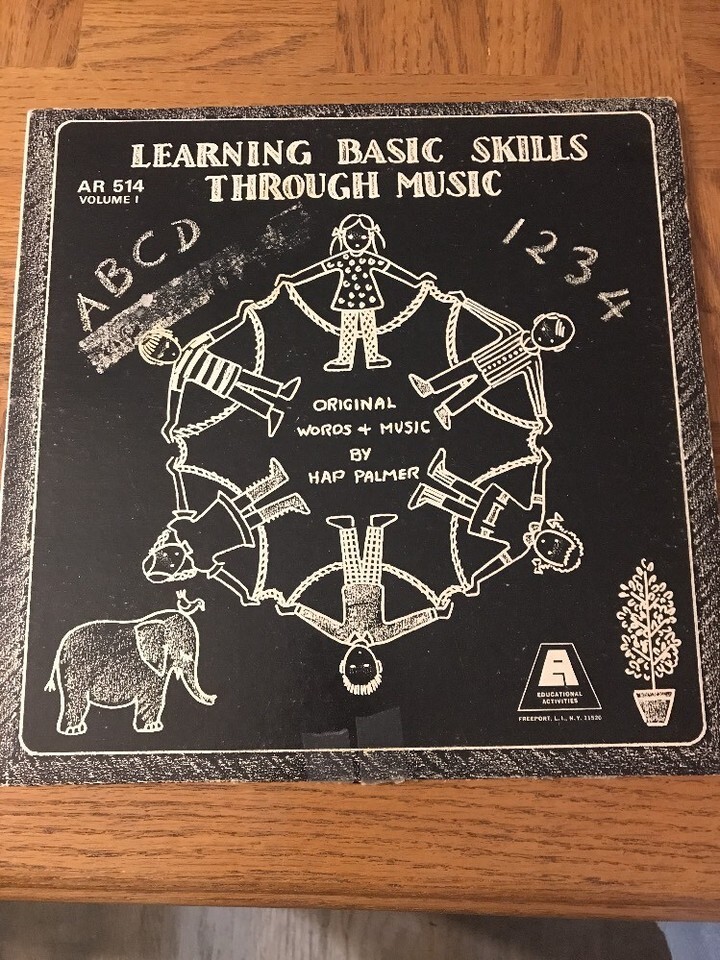 LEARNING BASIC SKILLS
THROUGH MUSIC
AR 514
VOLUME I
ABCD
1234
ORIGINAL
WORDS + MUSIC
BY
HAP PALMER
EA
EDUCATIONAL
ACTIVITIES
FREEPORT, L. I., N.Y. 11520